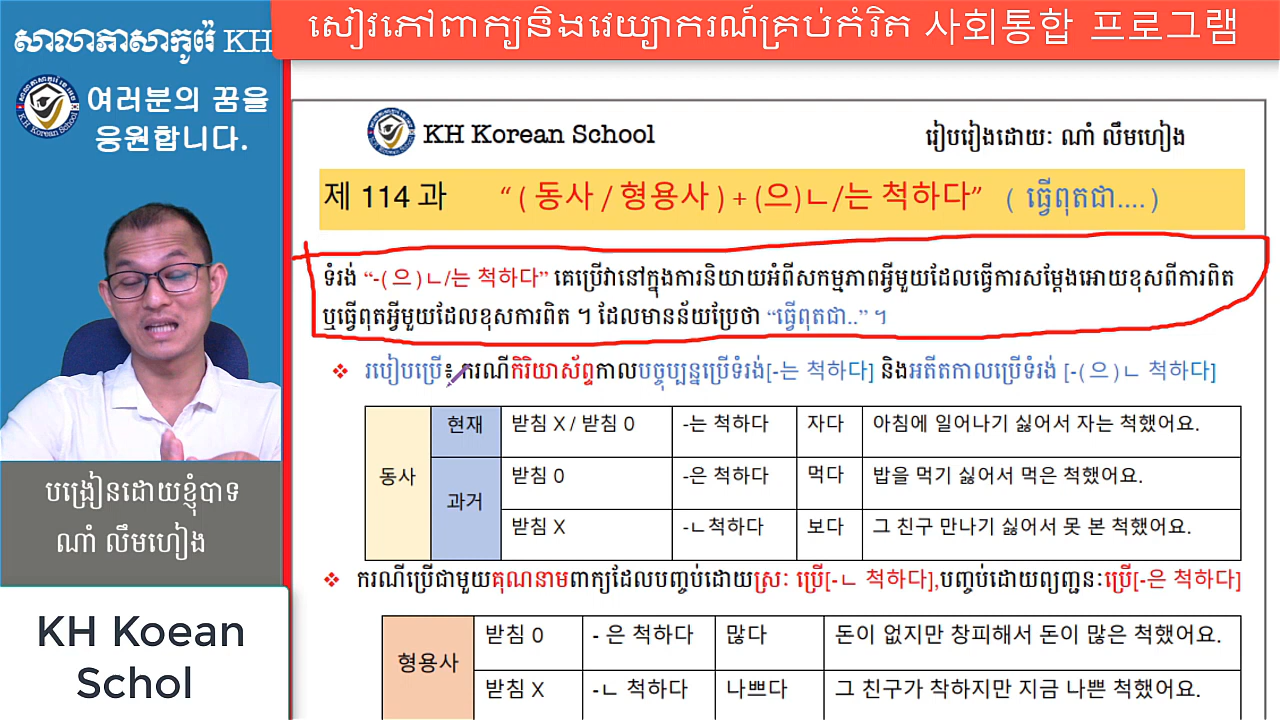 សាលាភាសាកូរ៉េ KH
សៀវភៅពាក្យនិងវេយ្យាករណ៍គ្រប់កំរិត 사회통합 프로그램
여러분의 꿈을
응원합니다.
KH Korean School
រៀបរៀងដោយ: ណាំ លឹមហៀង
제 114 과 “ ( 동사 / 형용사 ) + (으)ㄴ/는 척하다” ( ធ្វើពុតជា.... )
ទំរង់ “-( 으 ) ㄴ/는 척하다” គេប្រើវានៅក្នុងការនិយាយអំពីសកម្មភាពអ្វីមួយដែលធ្វើការសម្ដែងអោយខុសពីការពិត
ឬធ្វើពុតអ្វីមួយដែលខុសការពិត ។ ដែលមានន័យប្រែថា “ធ្វើពុតជា..” ។
❖ របៀបប្រើ៖ ករណីកិរិយាស័ព្ទកាលបច្ចុប្បន្នប្រើទំរង់[-는 척하다] និងអតីតកាលប្រើទំរង់ [-( 으 ) ㄴ 척하다]
동사 현재 받침 X / 받침 0 -는 척하다 자다 아침에 일어나기 싫어서 자는 척했어요.
과거 받침 0 -은 척하다 먹다 밥을 먹기 싫어서 먹은 척했어요.
받침 X -ㄴ척하다 보다 그 친구 만나기 싫어서 못 본 척했어요.
❖ ករណីប្រើជាមួយគុណនាមពាក្យដែលបញ្ចប់ដោយស្រ: ប្រើ[-ㄴ 척하다],បញ្ចប់ដោយព្យញ្ជន:ប្រើ[-은 척하다]
형용사 받침 0 - 은 척하다 많다 돈이 없지만 창피해서 돈이 많은 척했어요.
받침 X -ㄴ 척하다 나쁘다 그 친구가 착하지만 지금 나쁜 척했어요.
បង្រៀនដោយខ្ញុំបាទ
ណាំ លឹមហៀង
KH Koean
Schol